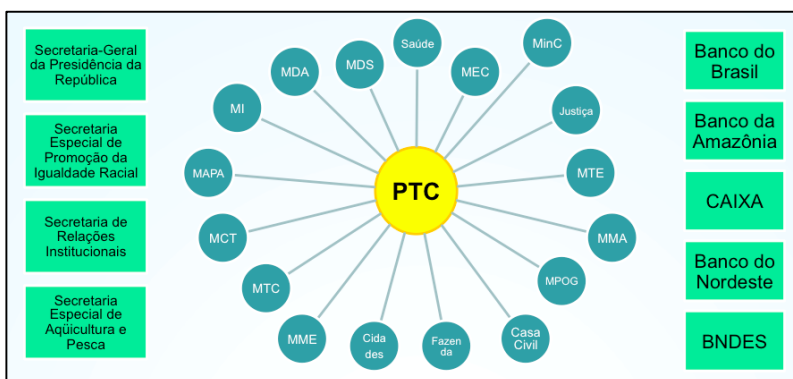 Secretaria-Geral
da Presidência da
República
Secretaria
Especial de
Promoção da
Igualdade Racial
Secretaria de
Relações
Institucionais
Secretaria
Especial de
Aqüicultura e
Pesca
PTC
Saúde
MinC
MEC
Justiça
MTE
MMA
MPOG
Casa
Civil
Fazen
da
Cida
des
MME
MTC
MCT
MAPA
MI
MDA
MDS
Banco do
Brasil
Banco da
Amazônia
CAIXA
Banco do
Nordeste
BNDES